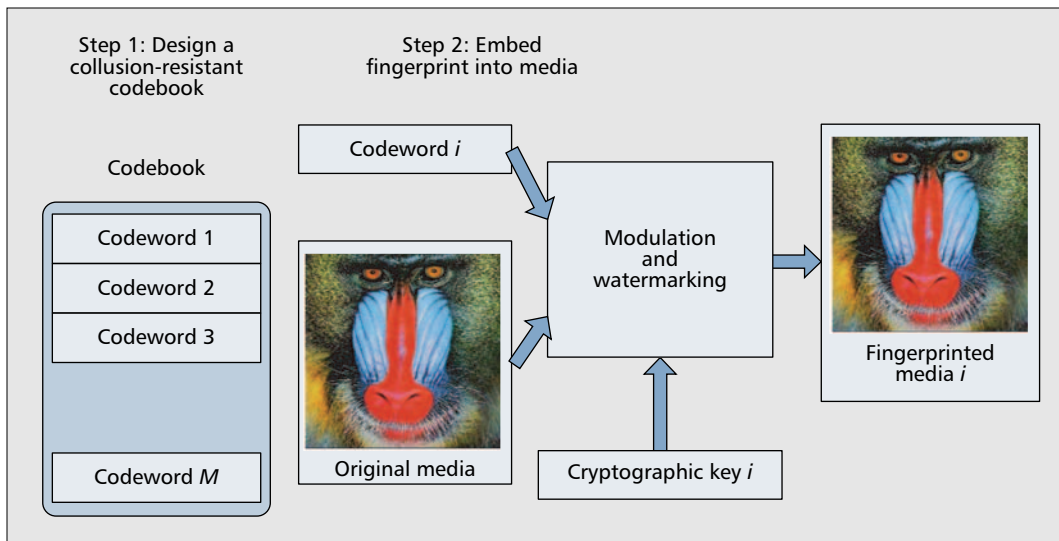 Step 1: Design a
collusion-resistant
codebook
Step 2: Embed
fingerprint into media
Codebook
Codeword 1
Codeword 2
Codeword 3
Codeword M
Codeword i
Original media
Modulation
and
watermarking
Cryptographic key i
Fingerprinted
media i